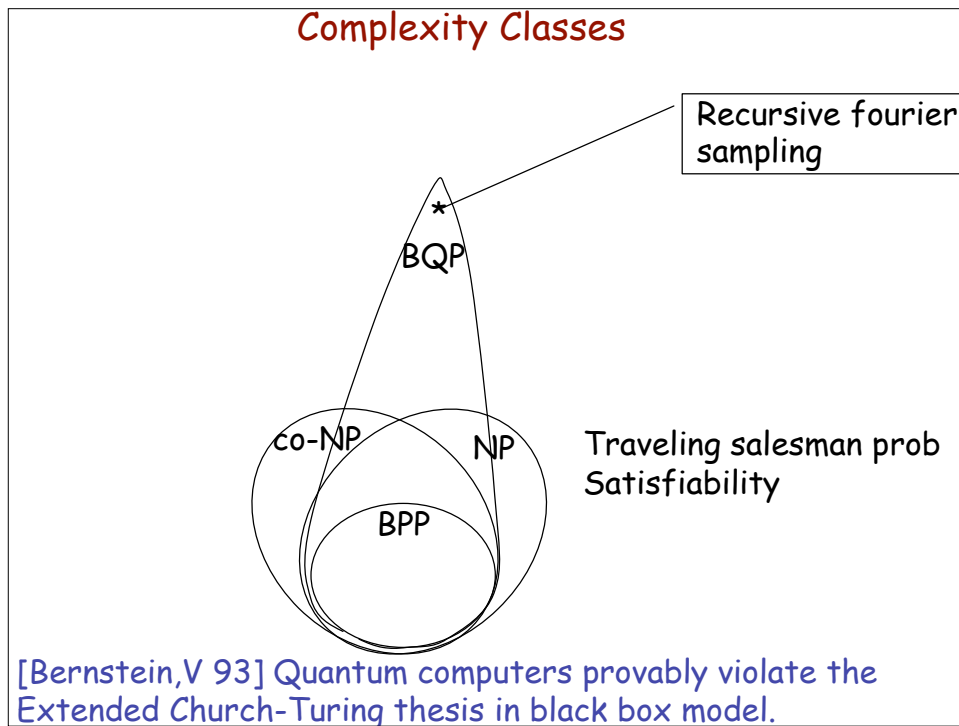 Complexity Classes
Recursive fourier
sampling
*
BQP
co-NP
NP
Traveling salesman prob
Satisfiability
BPP
[Bernstein,V 93] Quantum computers provably violate the
Extended Church-Turing thesis in black box model.